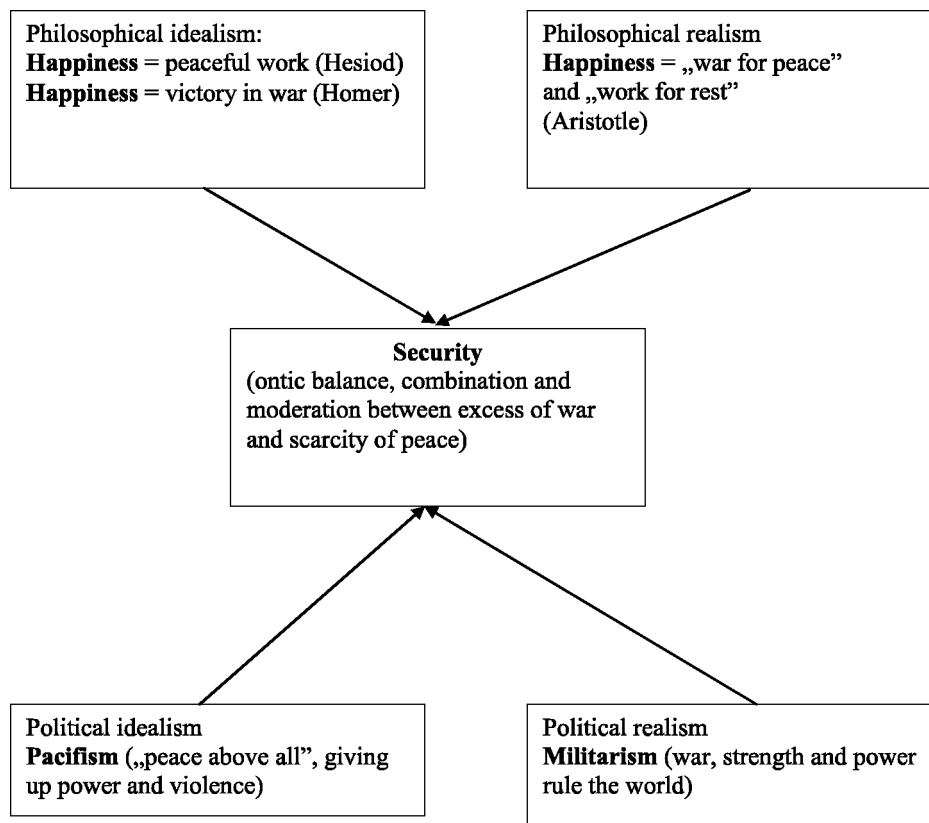 Philosophical idealism:
Happiness = peaceful work (Hesiod)
Happiness = victory in war (Homer)
Philosophical realism
Happiness = „war for peace”
and „work for rest”
(Aristotle)
Security
(ontic balance, combination and
moderation between excess of war
and scarcity of peace)
Political idealism
Pacifism („peace above all”, giving
up power and violence)
Political realism
Militarism (war, strength and power
rule the world)